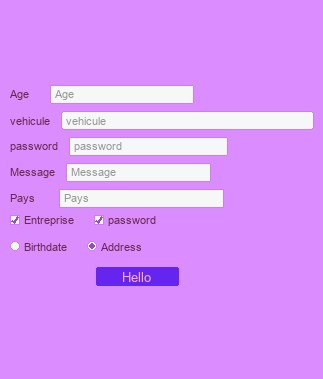 Age Age
vehicule vehicule
password password
Message Message
Pays Pays
Entreprise password
Birthdate Address
Hello